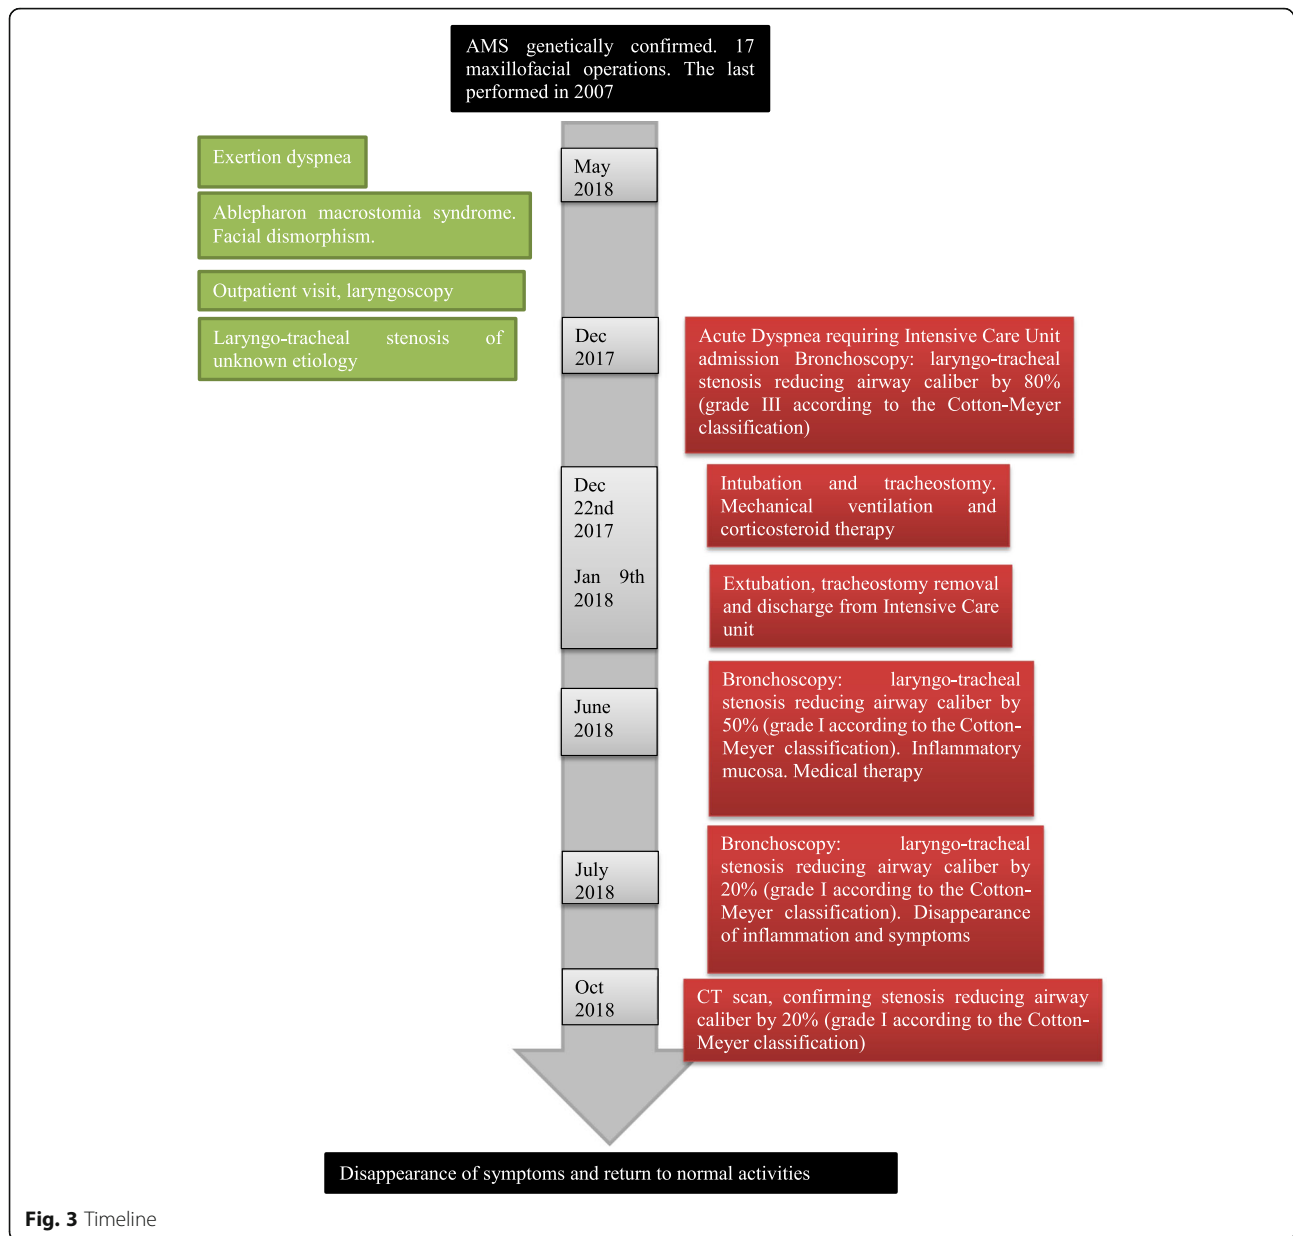 AMS genetically confirmed. 17
maxillofacial operations. The last
performed in 2007
Exertion dyspnea
May
2018
Ablepharon macrostomia syndrome.
Facial dismorphism.
Outpatient visit, laryngoscopy
Laryngo-tracheal stenosis of
unknown etiology
Dec
2017
Acute Dyspnea requiring Intensive Care Unit
admission Bronchoscopy: laryngo-tracheal
stenosis reducing airway caliber by 80%
(grade III according to the Cotton-Meyer
classification)
Dec
22nd
2017
Jan 9th
2018
Intubation and tracheostomy.
Mechanical ventilation and
corticosteroid therapy
Extubation, tracheostomy removal
and discharge from Intensive Care
unit
June
2018
Bronchoscopy: laryngo-tracheal
stenosis reducing airway caliber by
50% (grade I according to the Cotton-
Meyer classification). Inflammatory
mucosa. Medical therapy
July
2018
Bronchoscopy: laryngo-tracheal
stenosis reducing airway caliber by
20% (grade I according to the Cotton-
Meyer classification). Disappearance
of inflammation and symptoms
Oct
2018
CT scan, confirming stenosis reducing airway
caliber by 20% (grade I according to the Cotton-
Meyer classification)
Disappearance of symptoms and return to normal activities
Fig. 3 Timeline